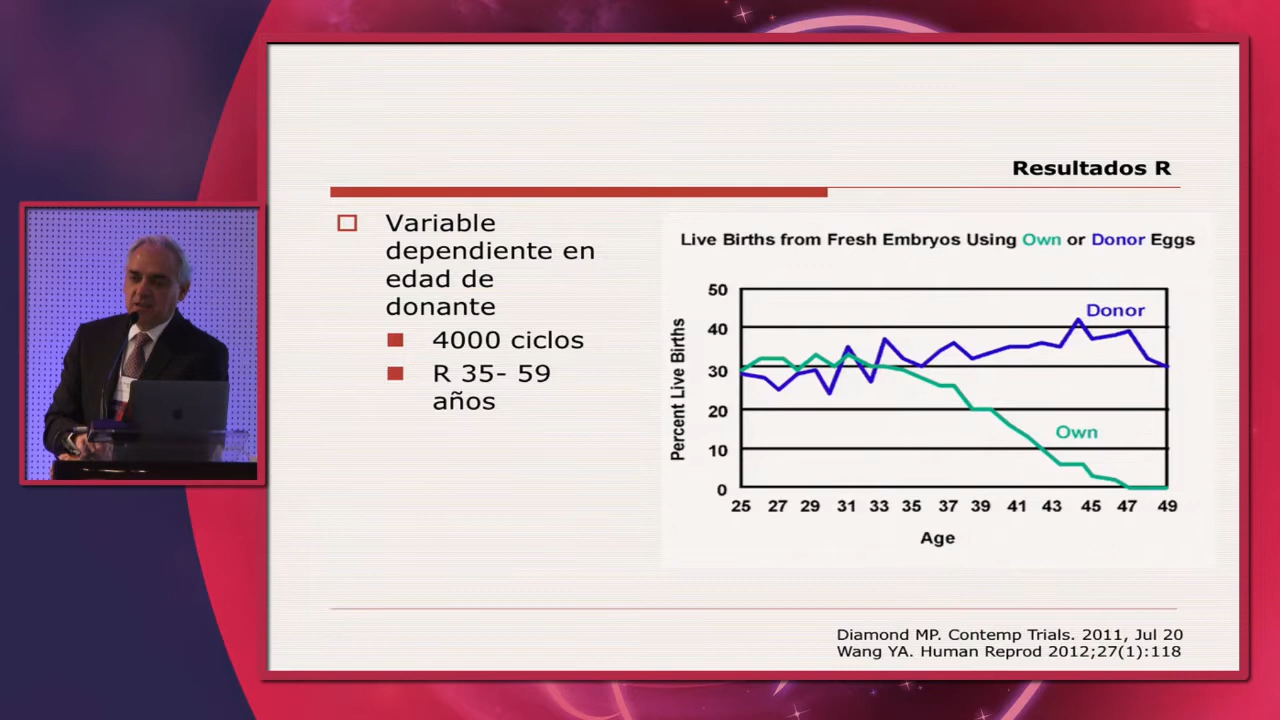 Resultados R
Variable
dependiente en
edad de
donante
4000 ciclos
R 35- 59
años
Live Births from Fresh Embryos Using Own or Donor Eggs
Percent Live Births
50
40
30
20
10
0
Donor
Own
25 27 29 31 33 35 37 39 41 43 45 47 49
Age
Diamond MP. Contemp Trials. 2011, Jul 20
Wang YA. Human Reprod 2012;27(1):118